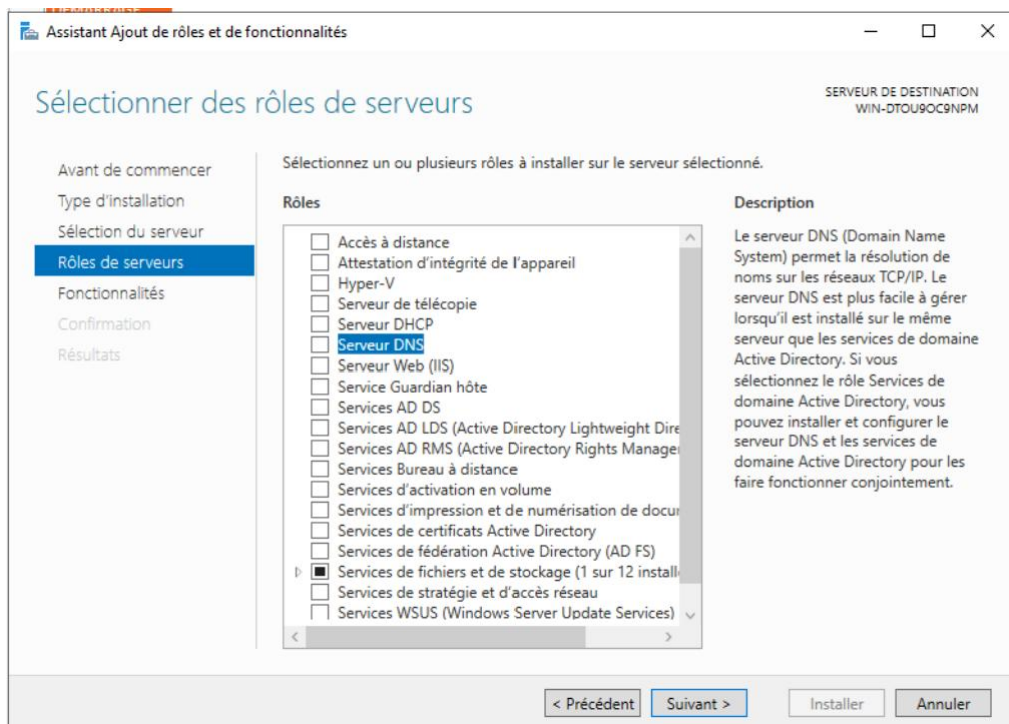 DÉMARRAGE
Assistant Ajout de rôles et de fonctionnalités
Sélectionner des rôles de serveurs
SERVEUR DE DESTINATION
WIN-DTOU9OC9NPM
Avant de commencer
Type d'installation
Sélection du serveur
Rôles de serveurs
Fonctionnalités
Confirmation
Résultats
Sélectionnez un ou plusieurs rôles à installer sur le serveur sélectionné.
Rôles
Accès à distance
Attestation d'intégrité de l'appareil
Hyper-V
Serveur de télécopie
Serveur DHCP
Serveur DNS
Serveur Web (IIS)
Service Guardian hôte
Services AD DS
Services AD LDS (Active Directory Lightweight Dire
Services AD RMS (Active Directory Rights Manage
Services Bureau à distance
Services d'activation en volume
Services d'impression et de numérisation de docu
Services de certificats Active Directory
Services de fédération Active Directory (AD FS)
Services de fichiers et de stockage (1 sur 12 install
Services de stratégie et d'accès réseau
Services WSUS (Windows Server Update Services)
Description
Le serveur DNS (Domain Name
System) permet la résolution de
noms sur les réseaux TCP/IP. Le
serveur DNS est plus facile à gérer
lorsqu'il est installé sur le même
serveur que les services de domaine
Active Directory. Si vous
sélectionnez le rôle Services de
domaine Active Directory, vous
pouvez installer et configurer le
serveur DNS et les services de
domaine Active Directory pour les
faire fonctionner conjointement.
< Précédent
Suivant >
Installer
Annuler